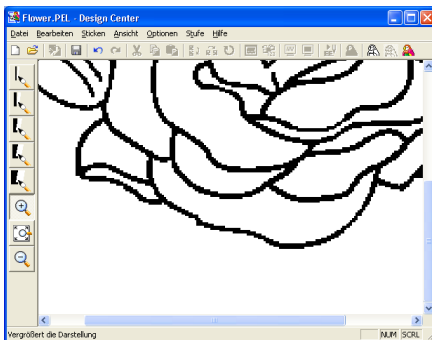 Flower.PEL - Design Center
Datei Bearbeiten Sticken Ansicht Optionen Stufe Hilfe
Vergrößert die Darstellung NUM SCRL